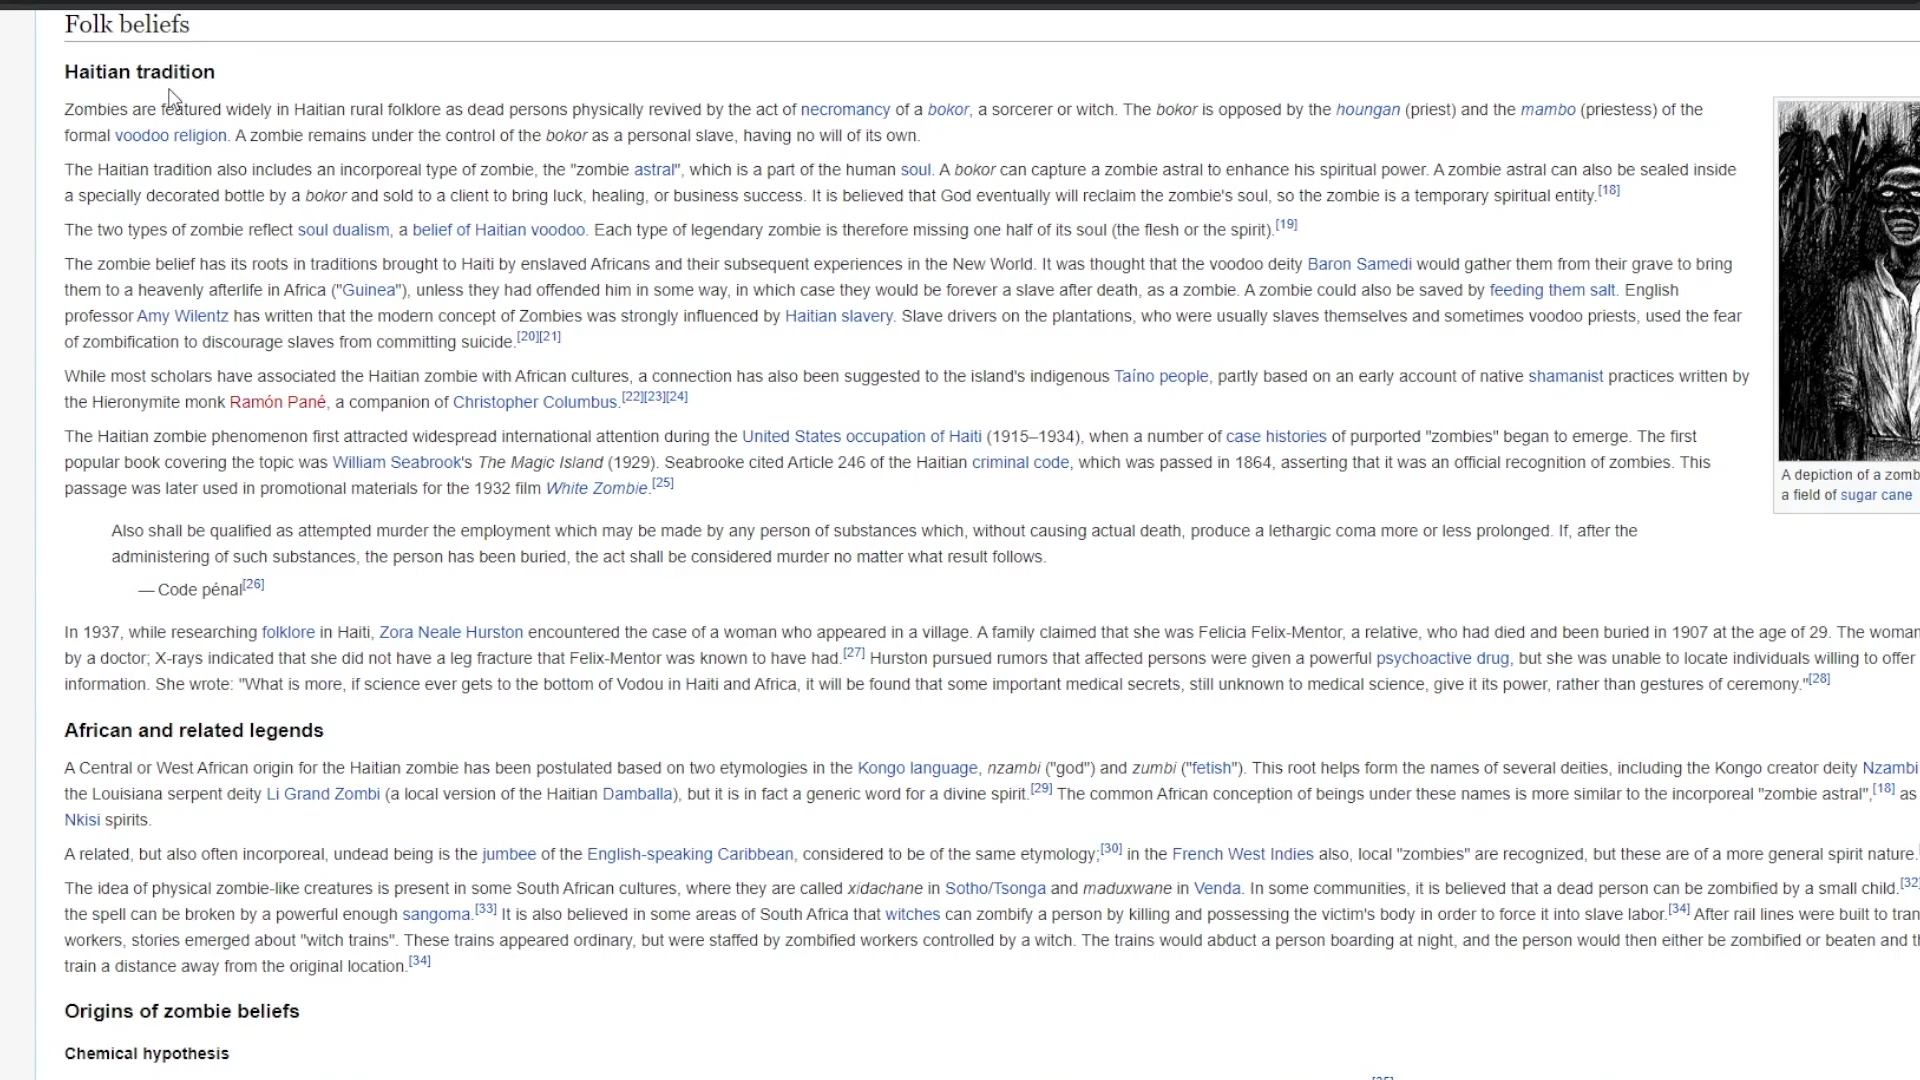 Folk beliefs
Haitian tradition
Zombies are featured widely in Haitian rural folklore as dead persons physically revived by the act of necromancy of a bokor, a sorcerer or witch. The bokor is opposed by the houngan (priest) and the mambo (priestess) of the
formal voodoo religion. A zombie remains under the control of the bokor as a personal slave, having no will of its own.
The Haitian tradition also includes an incorporeal type of zombie, the "zombie astral", which is a part of the human soul. A bokor can capture a zombie astral to enhance his spiritual power. A zombie astral can also be sealed inside
a specially decorated bottle by a bokor and sold to a client to bring luck, healing, or business success. It is believed that God eventually will reclaim the zombie's soul, so the zombie is a temporary spiritual entity.[18]
The two types of zombie reflect soul dualism, a belief of Haitian voodoo. Each type of legendary zombie is therefore missing one half of its soul (the flesh or the spirit).[19]
The zombie belief has its roots in traditions brought to Haiti by enslaved Africans and their subsequent experiences in the New World. It was thought that the voodoo deity Baron Samedi would gather them from their grave to bring
them to a heavenly afterlife in Africa ("Guinea"), unless they had offended him in some way, in which case they would be forever a slave after death, as a zombie. A zombie could also be saved by feeding them salt. English
professor Amy Wilentz has written that the modern concept of Zombies was strongly influenced by Haitian slavery. Slave drivers on the plantations, who were usually slaves themselves and sometimes voodoo priests, used the fear
of zombification to discourage slaves from committing suicide.[20][21]
While most scholars have associated the Haitian zombie with African cultures, a connection has also been suggested to the island's indigenous Taíno people, partly based on an early account of native shamanist practices written by
the Hieronymite monk Ramón Pané, a companion of Christopher Columbus.[22][23][24]
The Haitian zombie phenomenon first attracted widespread international attention during the United States occupation of Haiti (1915–1934), when a number of case histories of purported "zombies" began to emerge. The first
popular book covering the topic was William Seabrook's The Magic Island (1929). Seabrooke cited Article 246 of the Haitian criminal code, which was passed in 1864, asserting that it was an official recognition of zombies. This
passage was later used in promotional materials for the 1932 film White Zombie.[25]
A depiction of a zomb
a field of sugar cane
Also shall be qualified as attempted murder the employment which may be made by any person of substances which, without causing actual death, produce a lethargic coma more or less prolonged. If, after the
administering of such substances, the person has been buried, the act shall be considered murder no matter what result follows.
— Code pénal[26]
In 1937, while researching folklore in Haiti, Zora Neale Hurston encountered the case of a woman who appeared in a village. A family claimed that she was Felicia Felix-Mentor, a relative, who had died and been buried in 1907 at the age of 29. The woman
by a doctor; X-rays indicated that she did not have a leg fracture that Felix-Mentor was known to have had.[27] Hurston pursued rumors that affected persons were given a powerful psychoactive drug, but she was unable to locate individuals willing to offer
information. She wrote: "What is more, if science ever gets to the bottom of Vodou in Haiti and Africa, it will be found that some important medical secrets, still unknown to medical science, give it its power, rather than gestures of ceremony."[28]
African and related legends
A Central or West African origin for the Haitian zombie has been postulated based on two etymologies in the Kongo language, nzambi ("god") and zumbi ("fetish"). This root helps form the names of several deities, including the Kongo creator deity Nzambi
the Louisiana serpent deity Li Grand Zombi (a local version of the Haitian Damballa), but it is in fact a generic word for a divine spirit.[29] The common African conception of beings under these names is more similar to the incorporeal "zombie astral",[18] as
Nkisi spirits.
A related, but also often incorporeal, undead being is the jumbee of the English-speaking Caribbean, considered to be of the same etymology;[30] in the French West Indies also, local "zombies" are recognized, but these are of a more general spirit nature.
The idea of physical zombie-like creatures is present in some South African cultures, where they are called xidachane in Sotho/Tsonga and maduxwane in Venda. In some communities, it is believed that a dead person can be zombified by a small child.[32]
the spell can be broken by a powerful enough sangoma.[33] It is also believed in some areas of South Africa that witches can zombify a person by killing and possessing the victim's body in order to force it into slave labor.[34] After rail lines were built to tran
workers, stories emerged about "witch trains". These trains appeared ordinary, but were staffed by zombified workers controlled by a witch. The trains would abduct a person boarding at night, and the person would then either be zombified or beaten and th
train a distance away from the original location.[34]
Origins of zombie beliefs
Chemical hypothesis